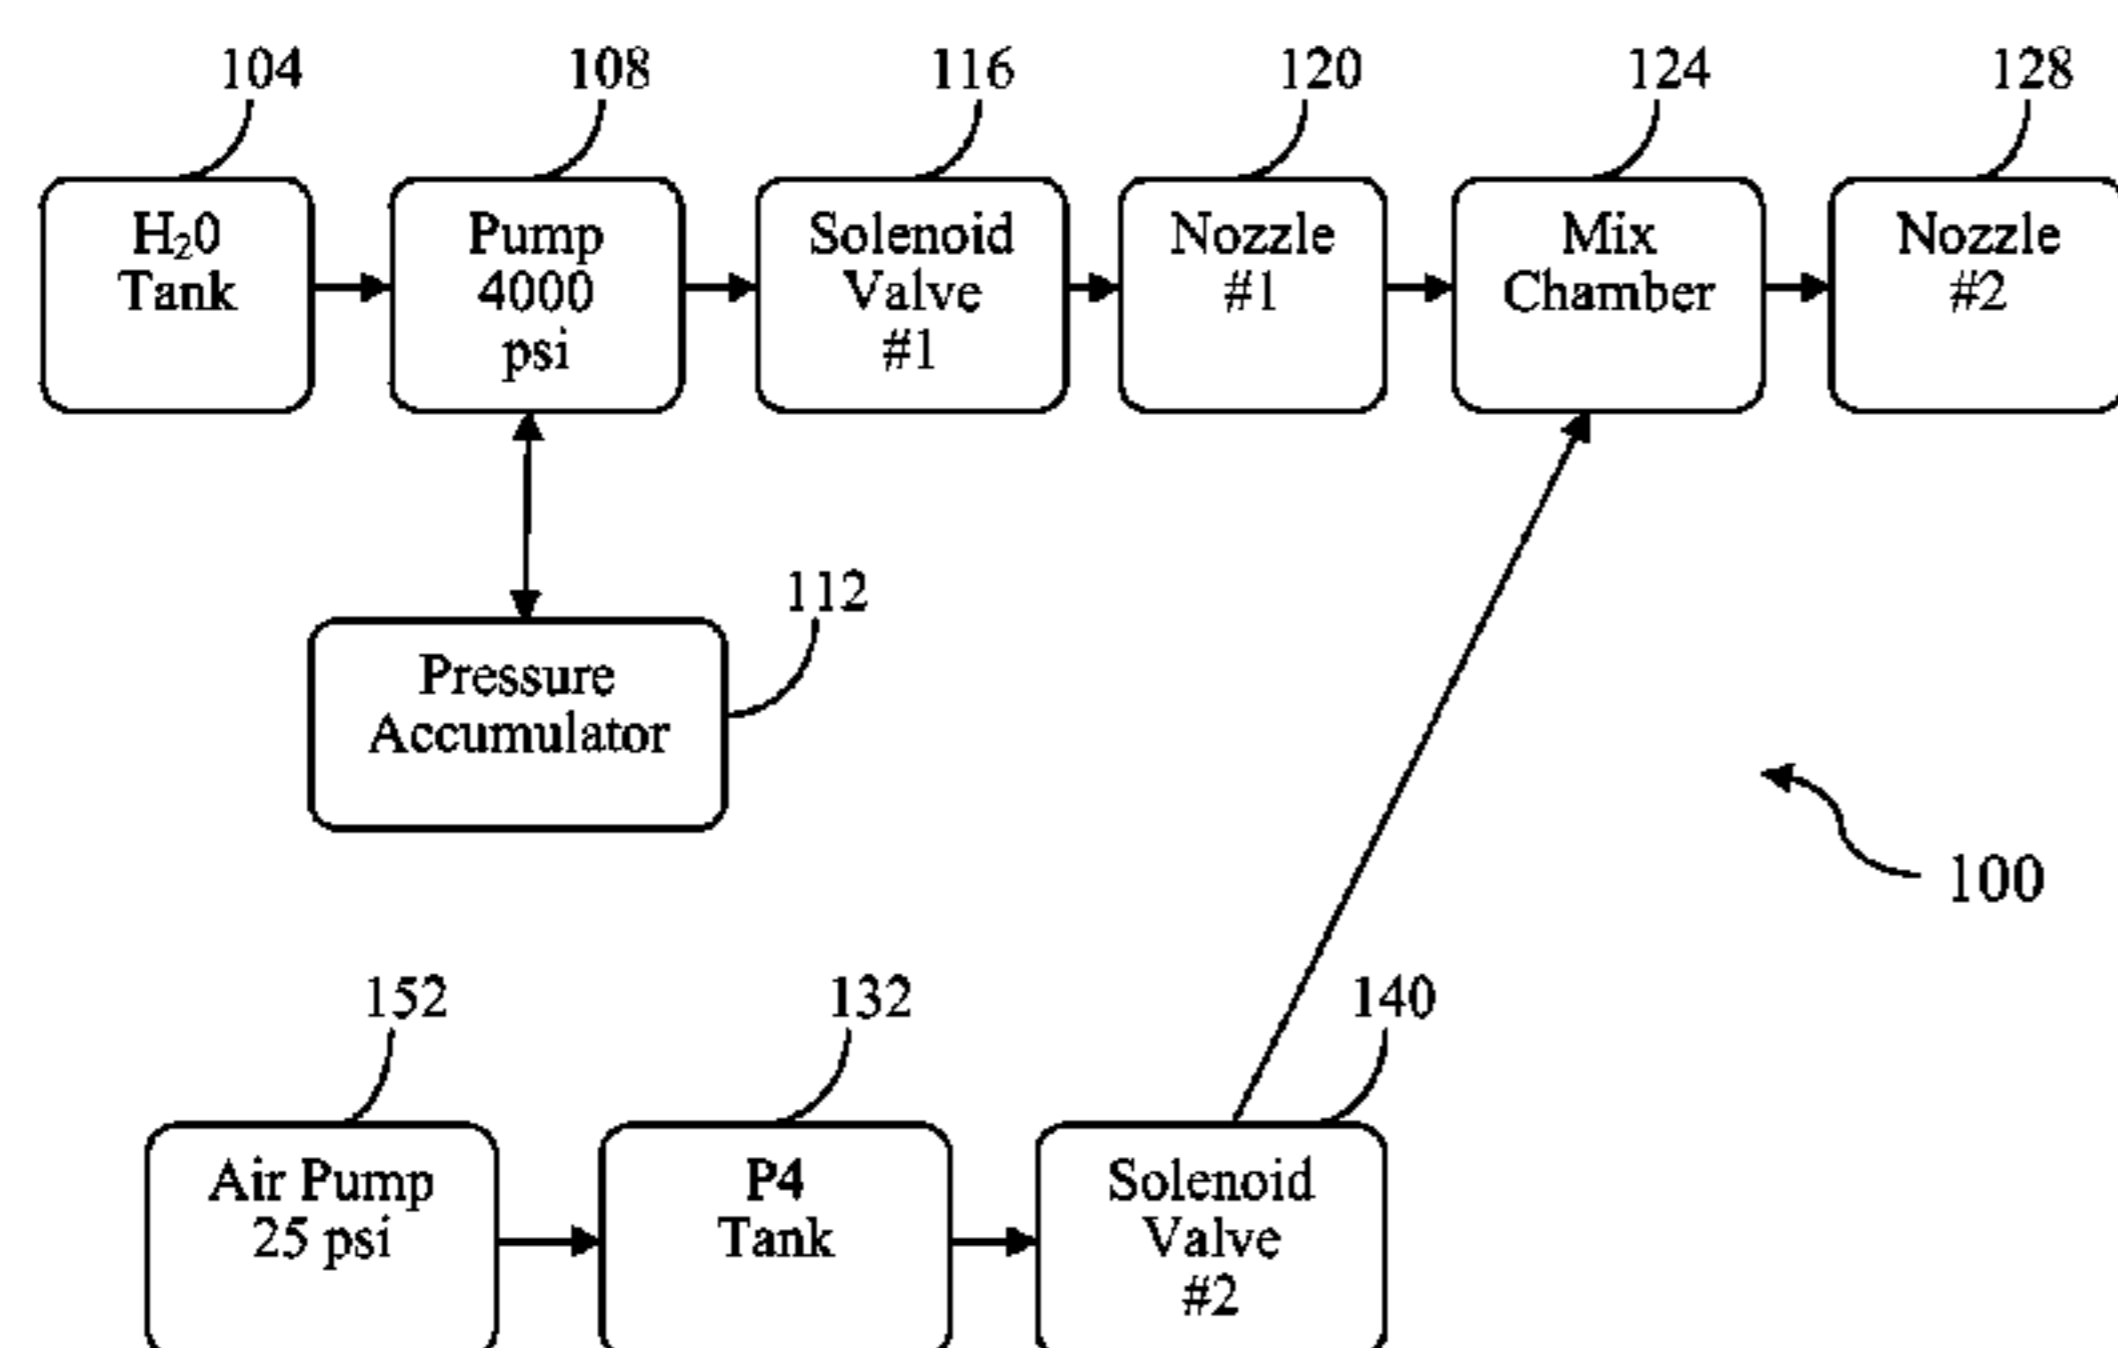 104
108
116
120
124
128
H₂0
Tank
Pump
4000
psi
Solenoid
Valve
#1
Nozzle
#1
Mix
Chamber
Nozzle
#2
112
Pressure
Accumulator
100
152
132
140
Air Pump
25 psi
P4
Tank
Solenoid
Valve
#2